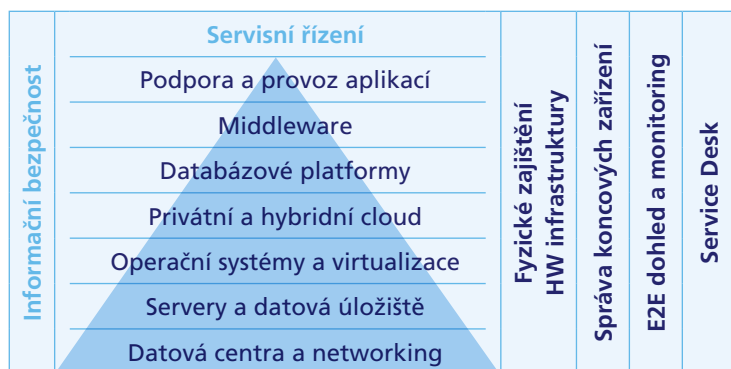 Informační bezpečnost
Servisní řízení
Podpora a provoz aplikací
Middleware
Databázové platformy
Privátní a hybridní cloud
Operační systémy a virtualizace
Servery a datová úložiště
Datová centra a networking
Fyzické zajištění
HW infrastruktury
Správa koncových zařízení
E2E dohled a monitoring
Service Desk